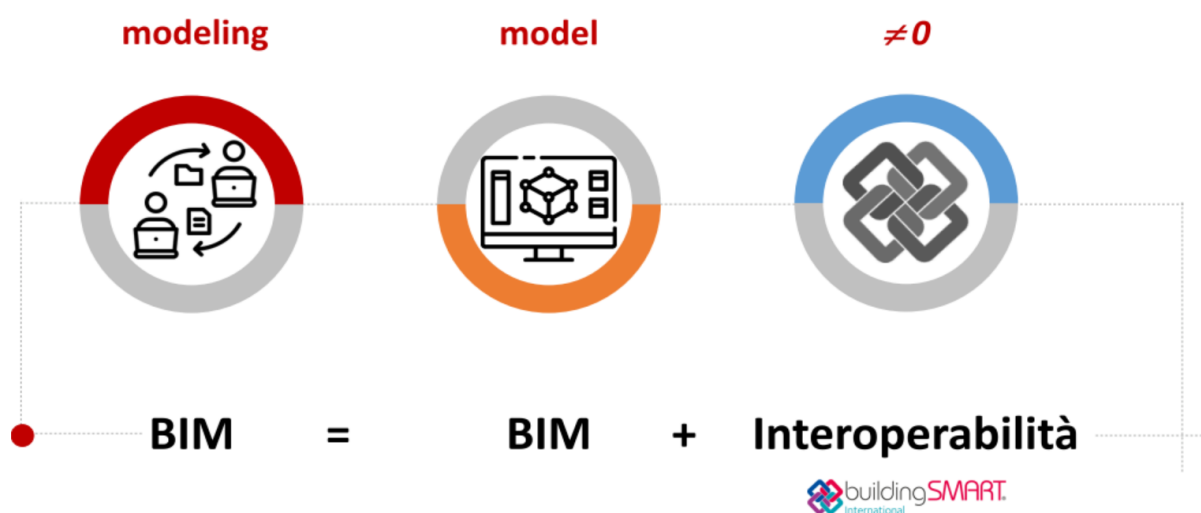 modeling model ≠0
BIM = BIM + Interoperabilità
buildingSMART®
International